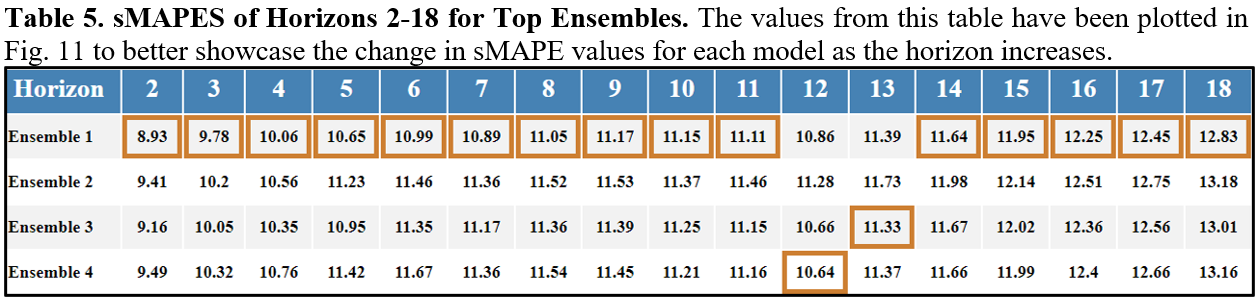 Table 5. sMAPES of Horizons 2-18 for Top Ensembles. The values from this table have been plotted in
Fig. 11 to better showcase the change in sMAPE values for each model as the horizon increases.
Horizon 2 3 4 5 6 7 8 9 10 11 12 13 14 15 16 17 18
Ensemble 1 8.93 9.78 10.06 10.65 10.99 10.89 11.05 11.17 11.15 11.11 10.86 11.39 11.64 11.95 12.25 12.45 12.83
Ensemble 2 9.41 10.2 10.56 11.23 11.46 11.36 11.52 11.53 11.37 11.46 11.28 11.73 11.98 12.14 12.51 12.75 13.18
Ensemble 3 9.16 10.05 10.35 10.95 11.35 11.17 11.36 11.39 11.25 11.15 10.66 11.33 11.67 12.02 12.36 12.56 13.01
Ensemble 4 9.49 10.32 10.76 11.42 11.67 11.36 11.54 11.45 11.21 11.16 10.64 11.37 11.66 11.99 12.4 12.66 13.16